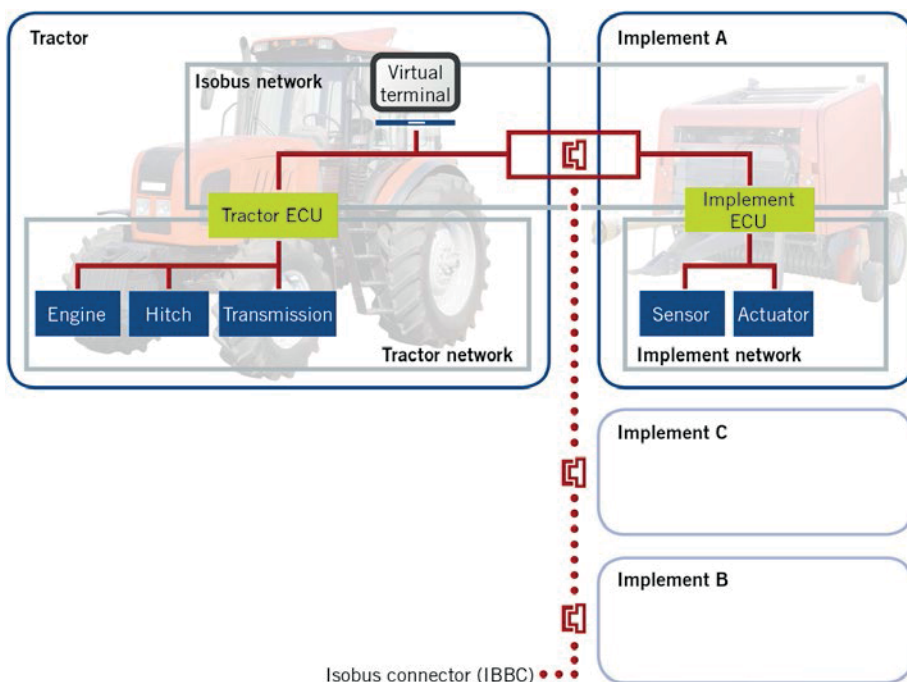 Tractor
Implement A
Isobus network
Virtual
terminal
Tractor ECU
Implement
ECU
Engine
Hitch
Transmission
Sensor
Actuator
Tractor network
Implement network
Implement C
Implement B
Isobus connector (IBBC)